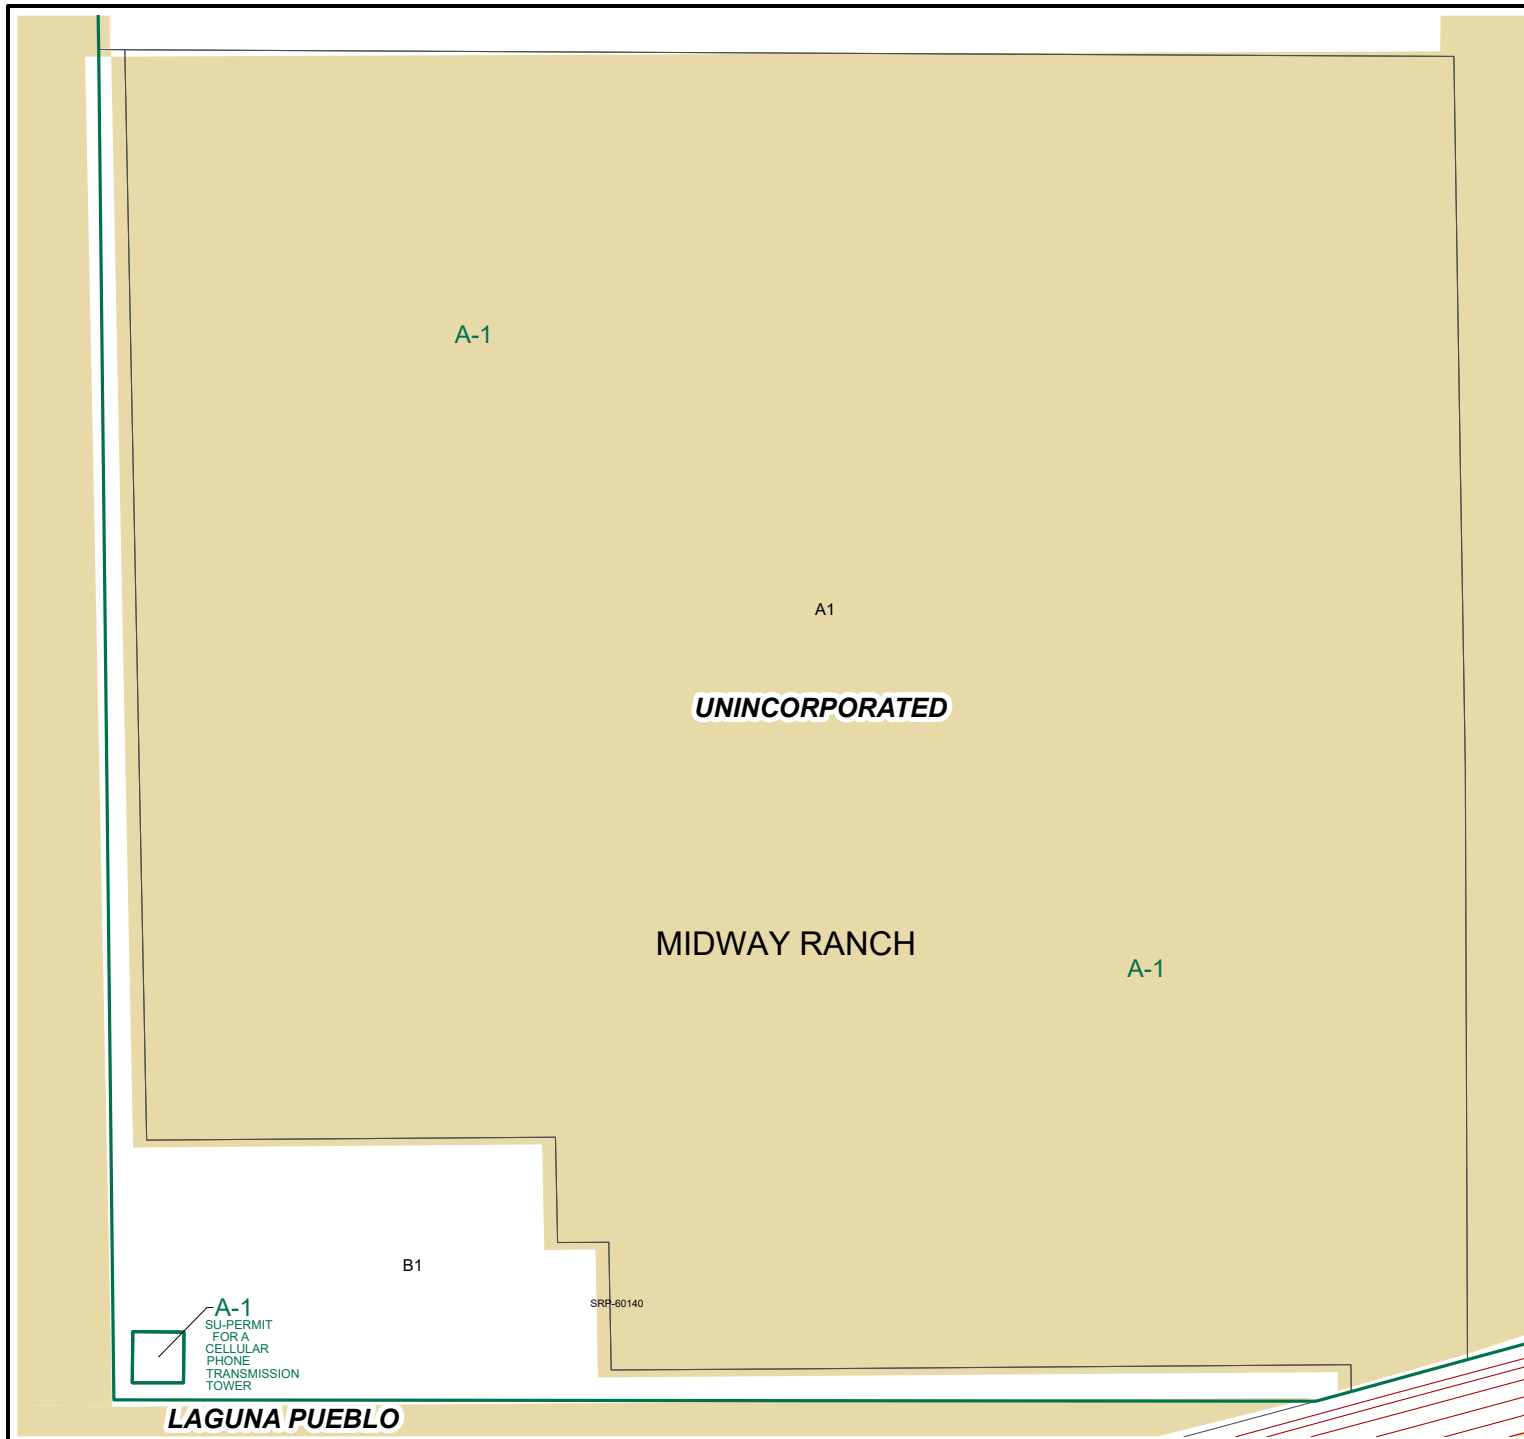 A-1
A1
UNINCORPORATED
MIDWAY RANCH
A-1
B1
SRP-60140
A-1
SU-PERMIT
FOR A
CELLULAR
PHONE
TRANSMISSION
TOWER
LAGUNA PUEBLO